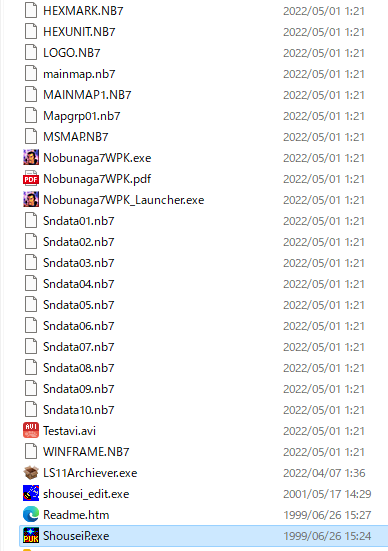 HEXMARK.NB7 2022/05/01 1:21
HEXUNIT.NB7 2022/05/01 1:21
LOGO.NB7 2022/05/01 1:21
mainmap.nb7 2022/05/01 1:21
MAINMAP1.NB7 2022/05/01 1:21
Mapgrp01.nb7 2022/05/01 1:21
MSMAP.NB7 2022/05/01 1:21
Nobunaga7WPK.exe 2022/05/01 1:21
PDF Nobunaga7WPK.pdf 2022/05/01 1:21
Nobunaga7WPK_Launcher.exe 2022/05/01 1:21
Sndata01.nb7 2022/05/01 1:21
Sndata02.nb7 2022/05/01 1:21
Sndata03.nb7 2022/05/01 1:21
Sndata04.nb7 2022/05/01 1:21
Sndata05.nb7 2022/05/01 1:21
Sndata06.nb7 2022/05/01 1:21
Sndata07.nb7 2022/05/01 1:21
Sndata08.nb7 2022/05/01 1:21
Sndata09.nb7 2022/05/01 1:21
Sndata10.nb7 2022/05/01 1:21
AVI Testavi.avi 2022/05/01 1:21
WINFRAME.NB7 2022/05/01 1:21
LS11Archiever.exe 2022/04/07 1:36
shousei_edit.exe 2001/05/17 14:29
Readme.htm 1999/06/26 15:27
PUK ShouseiP.exe 1999/06/26 15:24